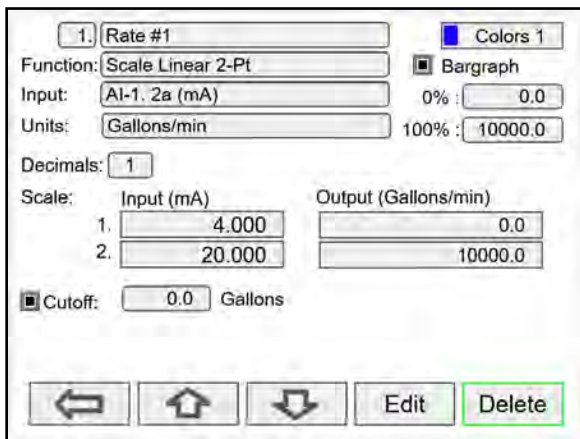 1. Rate #1 Colors 1
Function: Scale Linear 2-Pt Bargraph
Input: AI-1. 2a (mA) 0% : 0.0
Units: Gallons/min 100% : 10000.0
Decimals: 1
Scale: Input (mA) Output (Gallons/min)
1. 4.000 0.0
2. 20.000 10000.0
Cutoff: 0.0 Gallons
Edit Delete